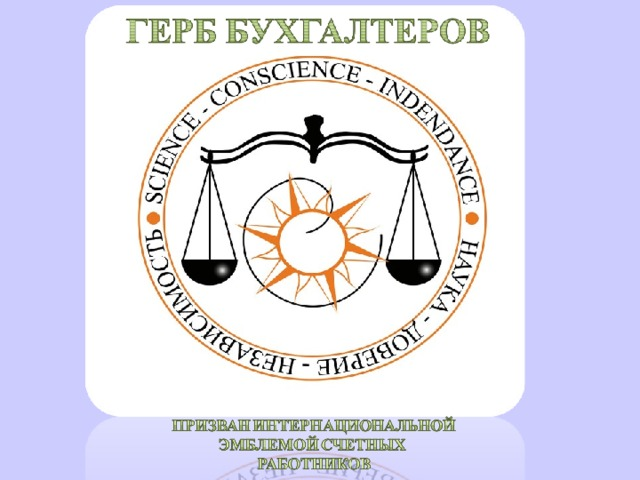 ГЕРБ БУХГАЛТЕРОВ
SCIENCE - CONSCIENCE - INDENDANCE
НАУКА - ДОВЕРИЕ - НЕЗАВИСИМОСТЬ
ПРИЗВАН ИНТЕРНАЦИОНАЛЬНОЙ
ЭМБЛЕМОЙ СЧЕТНЫХ
РАБОТНИКОВ